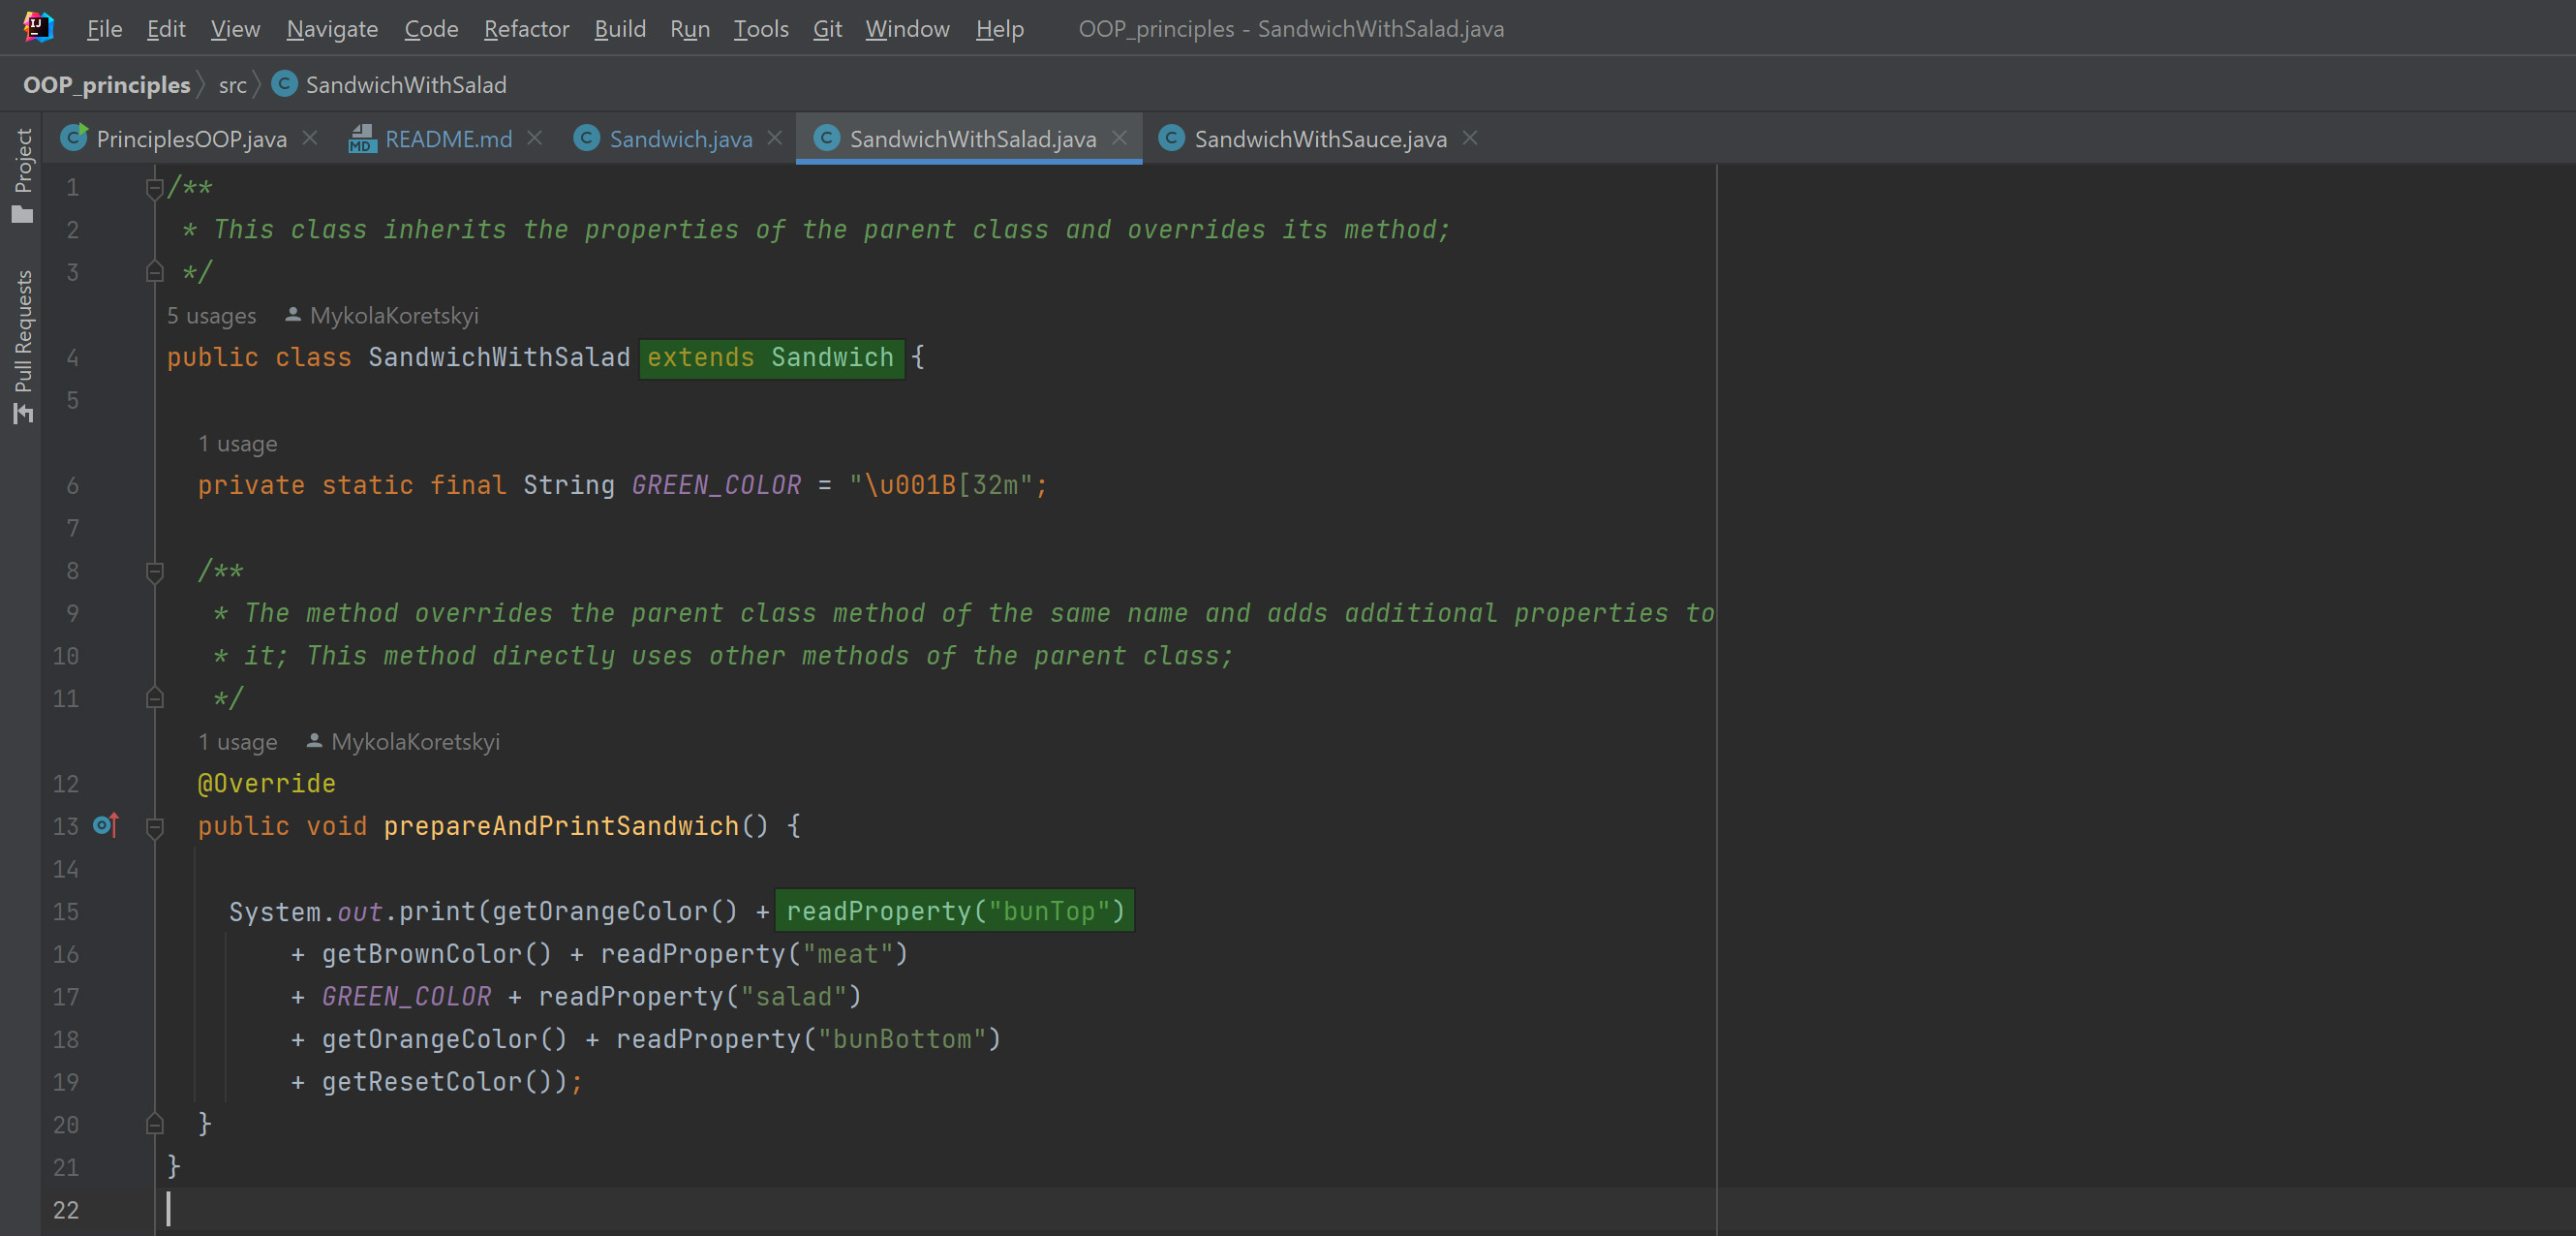 IJ File Edit View Navigate Code Refactor Build Run Tools Git Window Help OOP_principles - SandwichWithSalad.java
OOP_principles src C SandwichWithSalad
C PrinciplesOOP.java MD README.md C Sandwich.java C SandwichWithSalad.java C SandwichWithSauce.java
Project
Pull Requests
1 /**
2 * This class inherits the properties of the parent class and overrides its method;
3 */
5 usages MykolaKoretskyi
4 public class SandwichWithSalad extends Sandwich {
5
1 usage
6 private static final String GREEN_COLOR = "\u001B[32m";
7
8 /**
9 * The method overrides the parent class method of the same name and adds additional properties to
10 * it; This method directly uses other methods of the parent class;
11 */
1 usage MykolaKoretskyi
12 @Override
13 public void prepareAndPrintSandwich() {
14
15 System.out.print(getOrangeColor() + readProperty("bunTop")
16 + getBrownColor() + readProperty("meat")
17 + GREEN_COLOR + readProperty("salad")
18 + getOrangeColor() + readProperty("bunBottom")
19 + getResetColor());
20 }
21 }
22